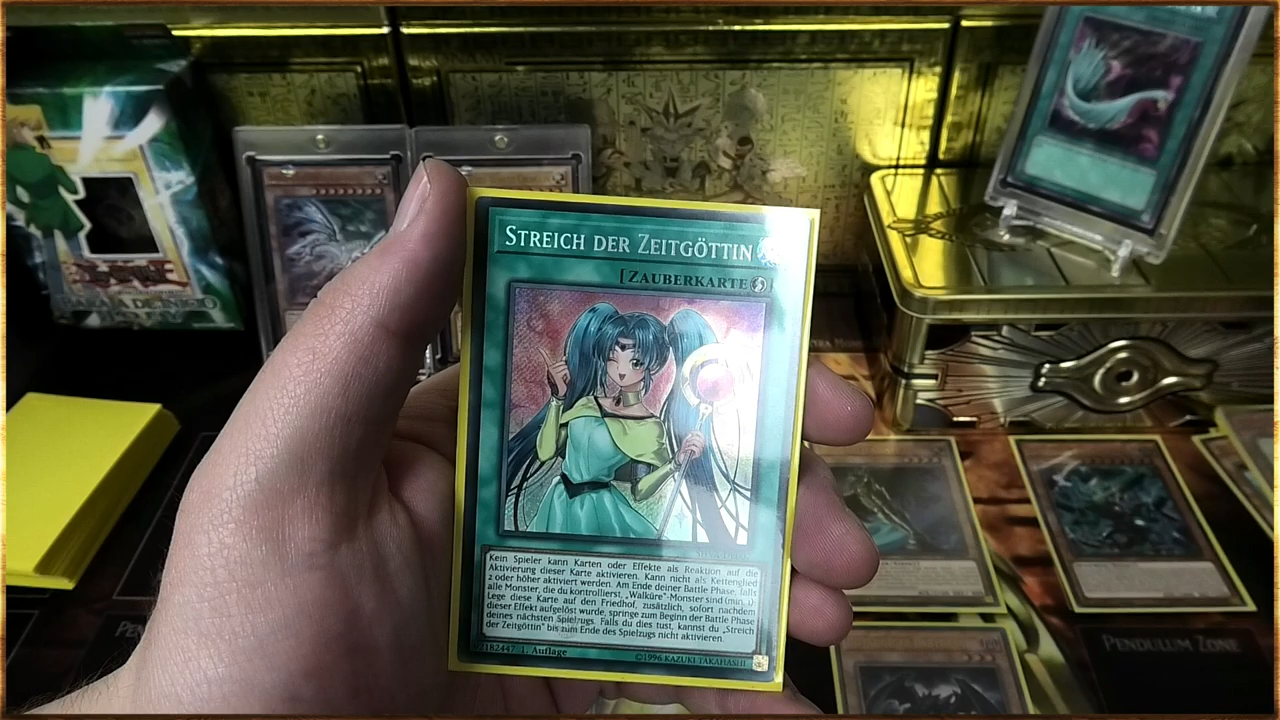 STREICH DER ZEITGÖTTIN
[ZAUBERKARTE
Kein Spieler kann Karten oder Effekte als Reaktion auf die
Aktivierung dieser Karte aktivieren. Kann nicht als Kettenglied
2 oder höher aktiviert werden. Am Ende deiner Battle Phase, falls
alle Monster, die du kontrollierst, „Walküre"-Monster sind (min. 1):
Lege diese Karte auf den Friedhof, zusätzlich, sofort nachdem
dieser Effekt aufgelöst wurde, springe zum Beginn der Battle Phase
deines nächsten Spielzugs. Falls du dies tust, kannst du „Streich
der Zeitgöttin" bis zum Ende des Spielzugs nicht aktivieren.
182447 1. Auflage
©1996 KAZUKI TAKAHASHI
PENDULUM ZONE